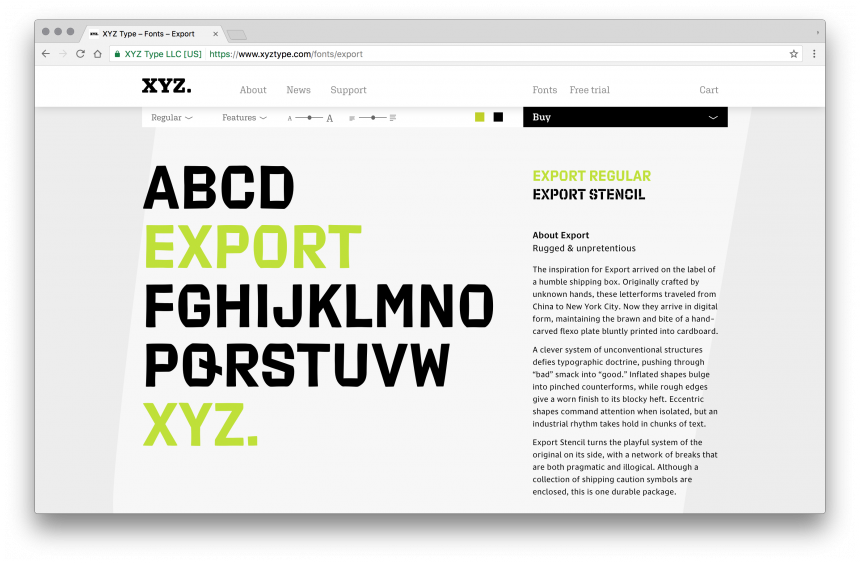 XYZ. XYZ Type – Fonts – Export ×
XYZ Type LLC [US] https://www.xyztype.com/fonts/export
XYZ. About News Support Fonts Free trial Cart
Regular Features A A Buy
ABCD
EXPORT
FGHIJKLMNO
PQRSTUVW
XYZ.
EXPORT REGULAR
EXPORT STENCIL
About Export
Rugged & unpretentious
The inspiration for Export arrived on the label of
a humble shipping box. Originally crafted by
unknown hands, these letterforms traveled from
China to New York City. Now they arrive in digital
form, maintaining the brawn and bite of a hand-
carved flexo plate bluntly printed into cardboard.
A clever system of unconventional structures
defies typographic doctrine, pushing through
“bad” smack into “good.” Inflated shapes bulge
into pinched counterforms, while rough edges
give a worn finish to its blocky heft. Eccentric
shapes command attention when isolated, but an
industrial rhythm takes hold in chunks of text.
Export Stencil turns the playful system of the
original on its side, with a network of breaks that
are both pragmatic and illogical. Although a
collection of shipping caution symbols are
enclosed, this is one durable package.